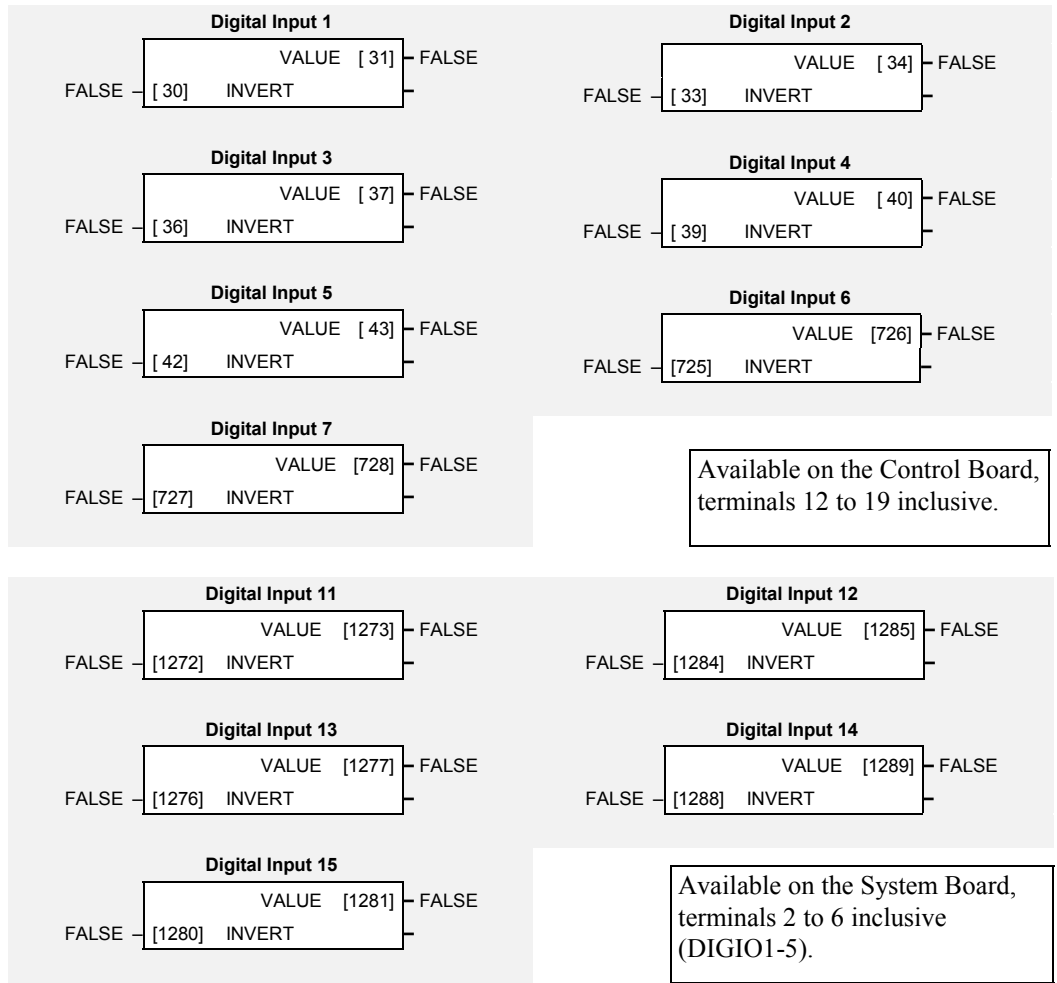 Digital Input 1
VALUE [ 31] – FALSE
FALSE – [ 30] INVERT –
Digital Input 2
VALUE [ 34] – FALSE
FALSE – [ 33] INVERT –
Digital Input 3
VALUE [ 37] – FALSE
FALSE – [ 36] INVERT –
Digital Input 4
VALUE [ 40] – FALSE
FALSE – [ 39] INVERT –
Digital Input 5
VALUE [ 43] – FALSE
FALSE – [ 42] INVERT –
Digital Input 6
VALUE [726] – FALSE
FALSE – [725] INVERT –
Digital Input 7
VALUE [728] – FALSE
FALSE – [727] INVERT –
Available on the Control Board,
terminals 12 to 19 inclusive.
Digital Input 11
VALUE [1273] – FALSE
FALSE – [1272] INVERT –
Digital Input 12
VALUE [1285] – FALSE
FALSE – [1284] INVERT –
Digital Input 13
VALUE [1277] – FALSE
FALSE – [1276] INVERT –
Digital Input 14
VALUE [1289] – FALSE
FALSE – [1288] INVERT –
Digital Input 15
VALUE [1281] – FALSE
FALSE – [1280] INVERT –
Available on the System Board,
terminals 2 to 6 inclusive
(DIGIO1-5).